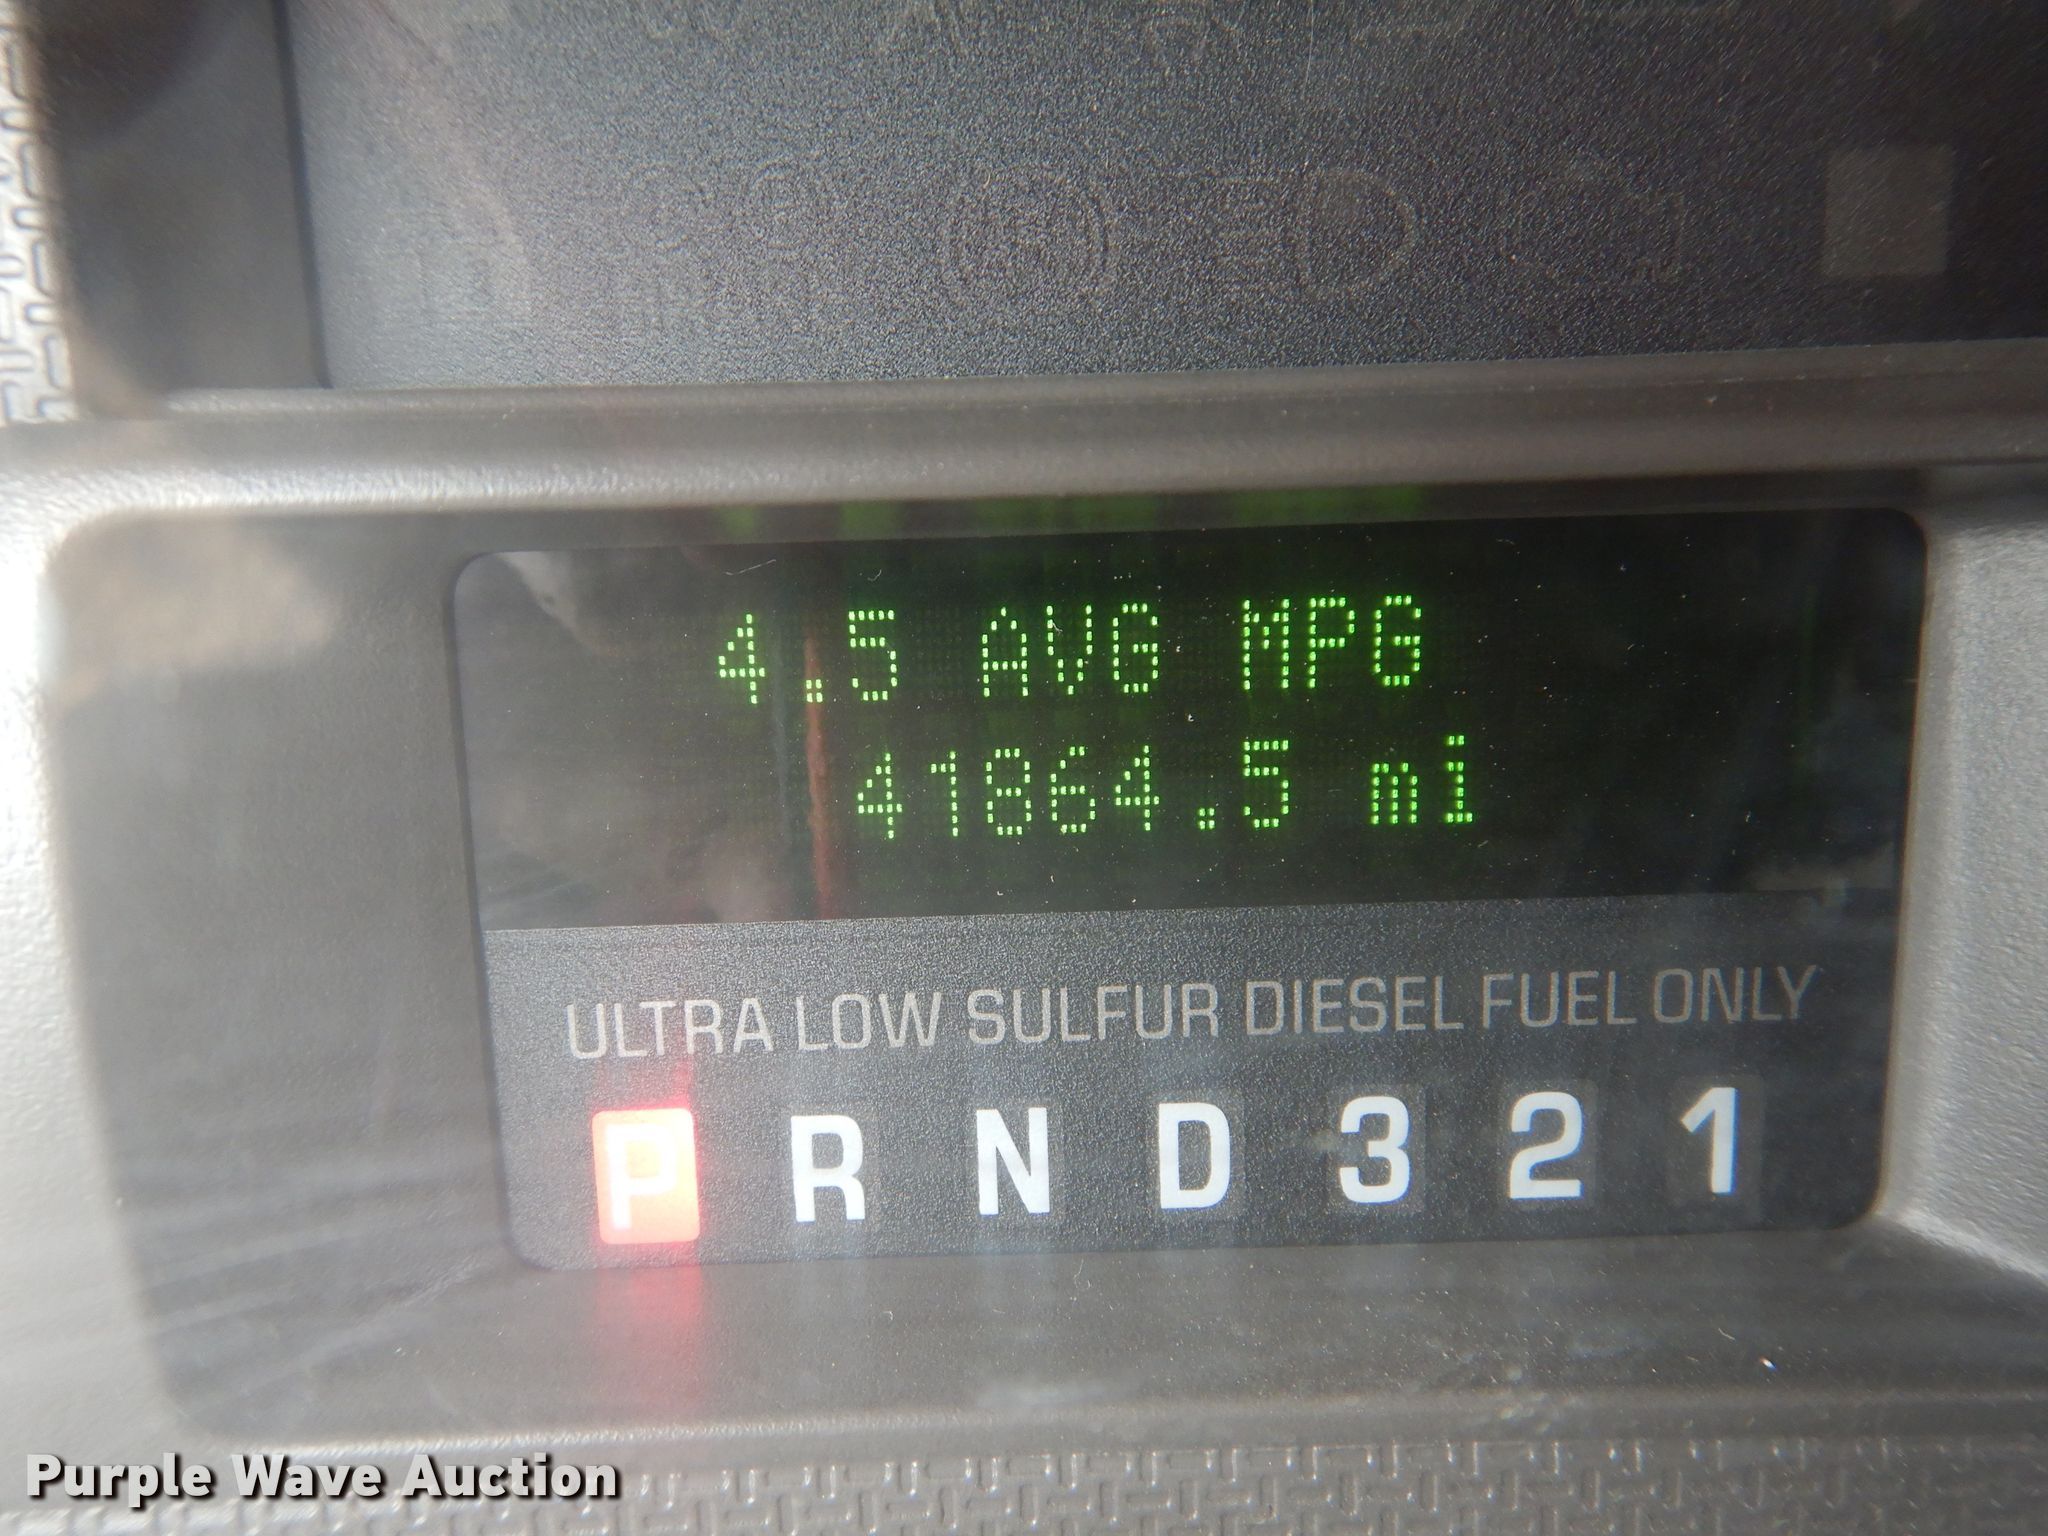 4.5 AVG MPG
41864.5 mi
ULTRA LOW SULFUR DIESEL FUEL ONLY
P R N D 3 2 1
Purple Wave Auction